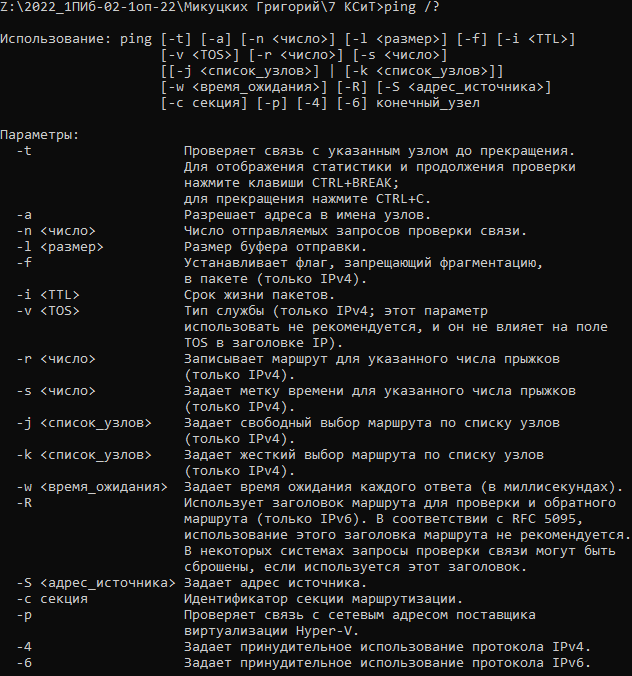 Z:\2022_1ПИб-02-1оп-22\Микуцких Григорий\7 КСиТ>ping /?
Использование: ping [-t] [-a] [-n <число>] [-l <размер>] [-f] [-i <TTL>]
[-v <TOS>] [-r <число>] [-s <число>]
[[-j <список_узлов>] | [-k <список_узлов>]]
[-w <время_ожидания>] [-R] [-S <адрес_источника>]
[-c секция] [-p] [-4] [-6] конечный_узел
Параметры:
-t Проверяет связь с указанным узлом до прекращения.
Для отображения статистики и продолжения проверки
нажмите клавиши CTRL+BREAK;
для прекращения нажмите CTRL+C.
-a Разрешает адреса в имена узлов.
-n <число> Число отправляемых запросов проверки связи.
-l <размер> Размер буфера отправки.
-f Устанавливает флаг, запрещающий фрагментацию,
в пакете (только IPv4).
-i <TTL> Срок жизни пакетов.
-v <TOS> Тип службы (только IPv4; этот параметр
использовать не рекомендуется, и он не влияет на поле
TOS в заголовке IP).
-r <число> Записывает маршрут для указанного числа прыжков
(только IPv4).
-s <число> Задает метку времени для указанного числа прыжков
(только IPv4).
-j <список_узлов> Задает свободный выбор маршрута по списку узлов
(только IPv4).
-k <список_узлов> Задает жесткий выбор маршрута по списку узлов
(только IPv4).
-w <время_ожидания> Задает время ожидания каждого ответа (в миллисекундах).
-R Использует заголовок маршрута для проверки и обратного
маршрута (только IPv6). В соответствии с RFC 5095,
использование этого заголовка маршрута не рекомендуется.
В некоторых системах запросы проверки связи могут быть
сброшены, если используется этот заголовок.
-S <адрес_источника> Задает адрес источника.
-c секция Идентификатор секции маршрутизации.
-p Проверяет связь с сетевым адресом поставщика
виртуализации Hyper-V.
-4 Задает принудительное использование протокола IPv4.
-6 Задает принудительное использование протокола IPv6.